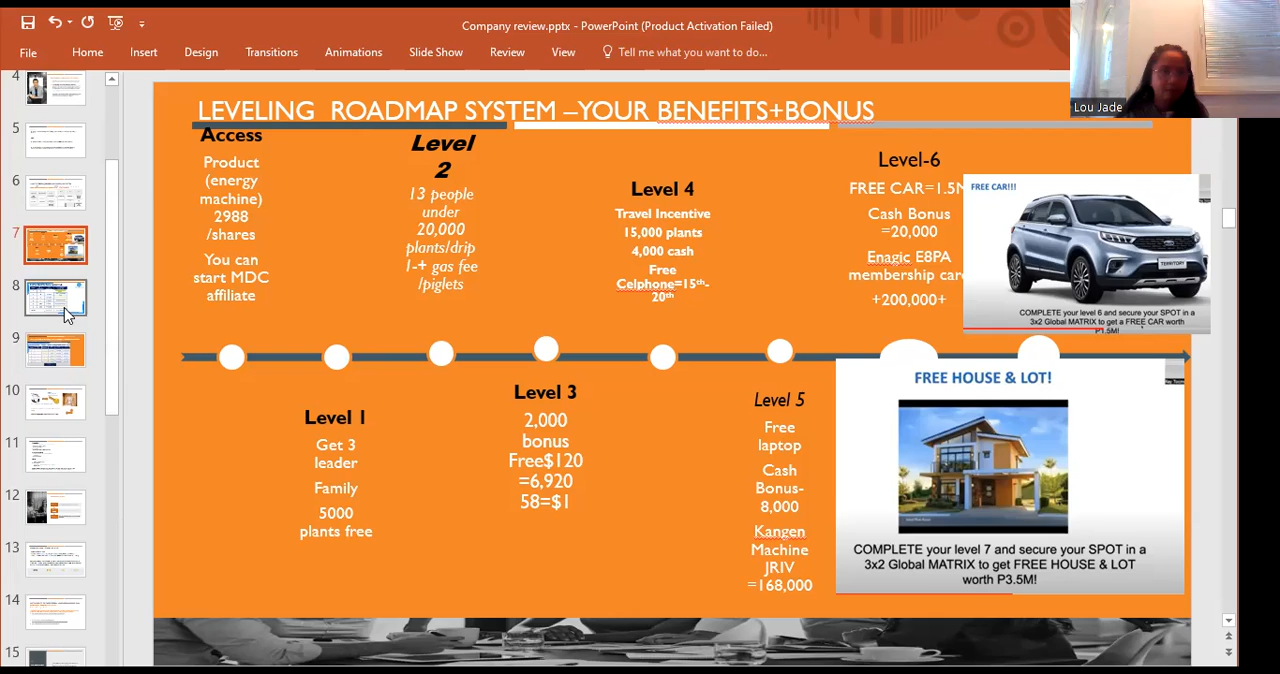 Company review.pptx - PowerPoint (Product Activation Failed)
File Home Insert Design Transitions Animations Slide Show Review View Tell me what you want to do...
Lou Jade
4
5
6
7
8
9
10
11
12
13
14
15
LEVELING ROADMAP SYSTEM –YOUR BENEFITS+BONUS
Access
Product
(energy
machine)
2988
/shares
You can
start MDC
affiliate
Level 1
Get 3
leader
Family
5000
plants free
Level
2
13 people
under
20,000
plants/drip
1-+ gas fee
/piglets
Level 3
2,000
bonus
Free$120
=6,920
58=$1
Level 4
Travel Incentive
15,000 plants
4,000 cash
Free
Celphone=15th-
20th
Level 5
Free
laptop
Cash
Bonus-
8,000
Kangen
Machine
JRIV
=168,000
Level-6
FREE CAR=1.5M
Cash Bonus
=20,000
Enagic E8PA
membership card
+200,000+
FREE CAR!!!
TERRITORY
COMPLETE your level 6 and secure your SPOT in a
3x2 Global MATRIX to get a FREE CAR worth
P1.5M!
FREE HOUSE & LOT!
COMPLETE your level 7 and secure your SPOT in a
3x2 Global MATRIX to get FREE HOUSE & LOT
worth P3.5M!